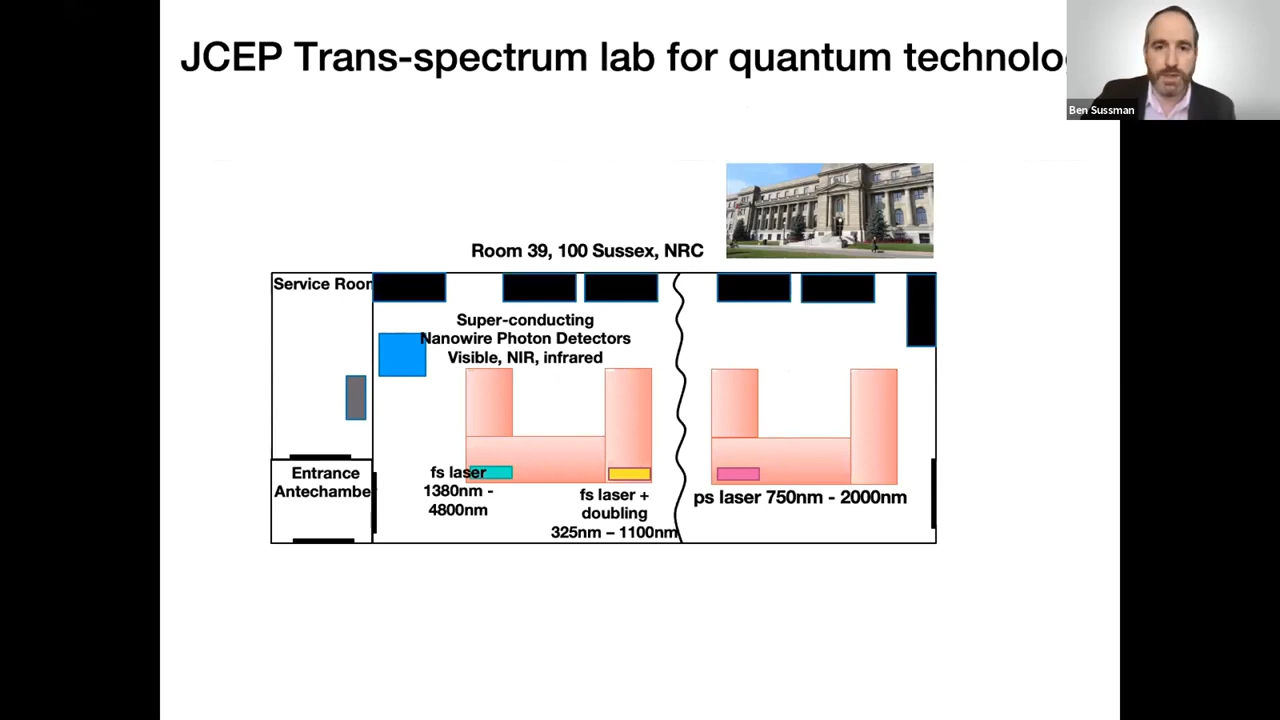 JCEP Trans-spectrum lab for quantum technolo
Ben Sussman
Room 39, 100 Sussex, NRC
Service Room
Super-conducting
Nanowire Photon Detectors
Visible, NIR, infrared
Entrance
Antechambe
fs laser
1380nm -
4800nm
fs laser +
doubling
325nm – 1100nm
ps laser 750nm - 2000nm